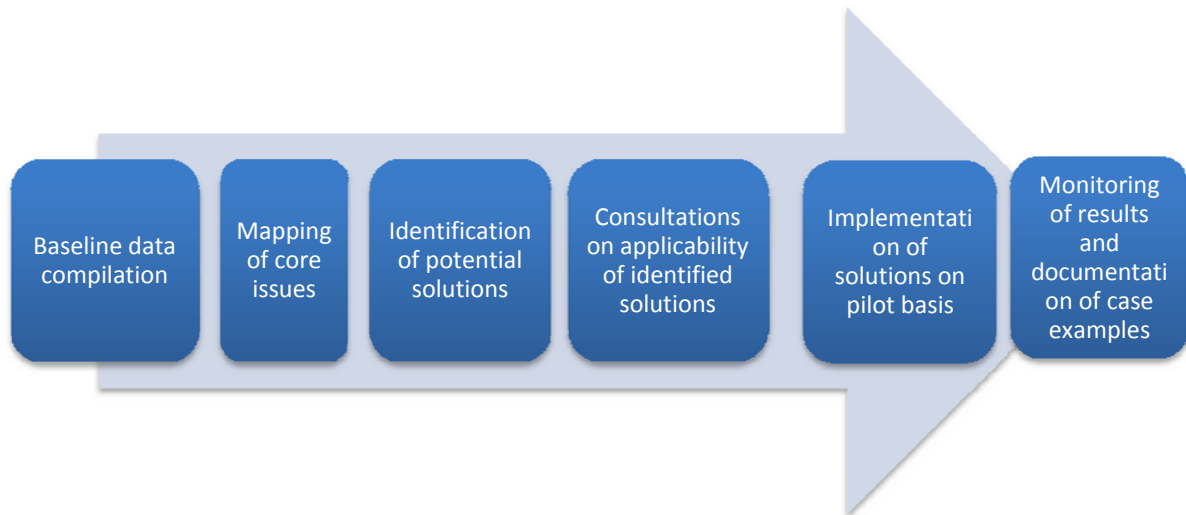 Baseline data
compilation
Mapping
of core
issues
Identification
of potential
solutions
Consultations
on applicability
of identified
solutions
Implementati
on of
solutions on
pilot basis
Monitoring
of results
and
documentati
on of case
examples